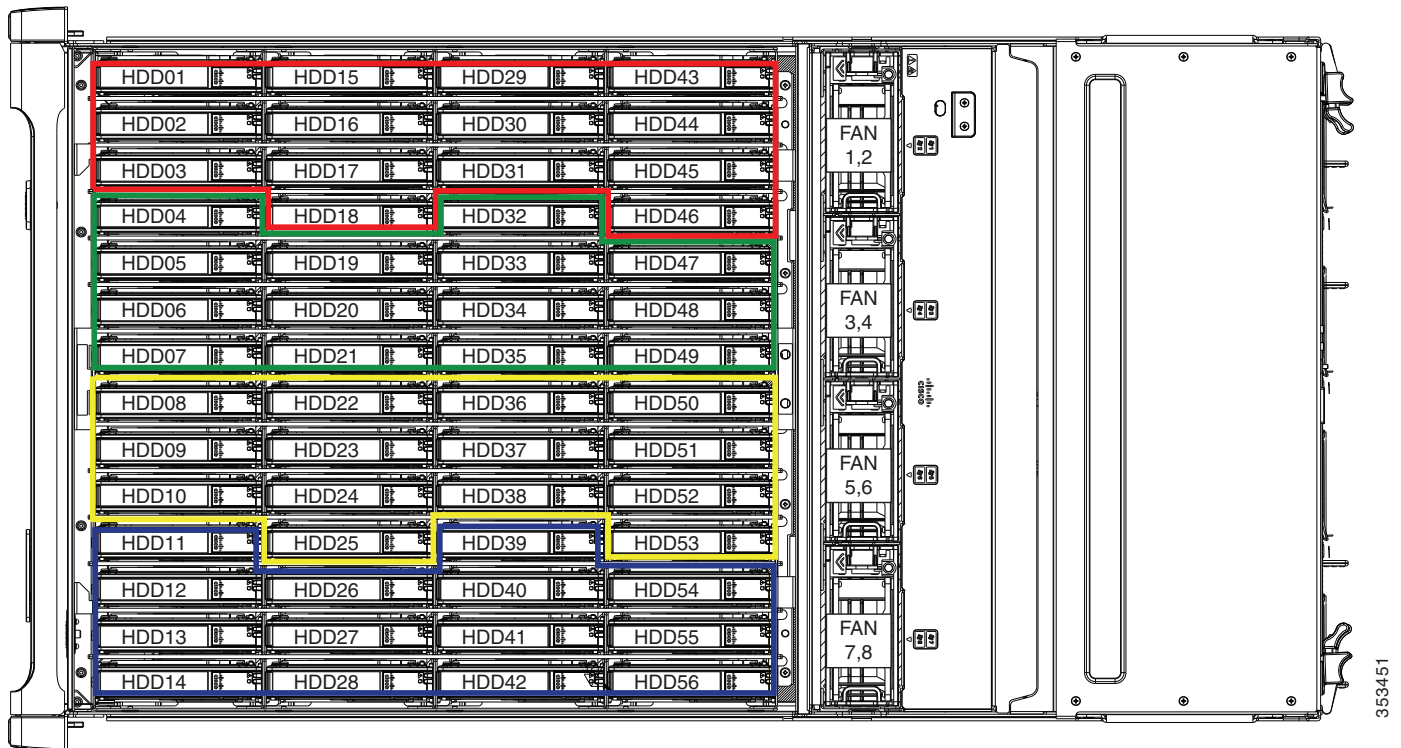 HDD01 HDD15 HDD29 HDD43
HDD02 HDD16 HDD30 HDD44
HDD03 HDD17 HDD31 HDD45
HDD04 HDD18 HDD32 HDD46
HDD05 HDD19 HDD33 HDD47
HDD06 HDD20 HDD34 HDD48
HDD07 HDD21 HDD35 HDD49
HDD08 HDD22 HDD36 HDD50
HDD09 HDD23 HDD37 HDD51
HDD10 HDD24 HDD38 HDD52
HDD11 HDD25 HDD39 HDD53
HDD12 HDD26 HDD40 HDD54
HDD13 HDD27 HDD41 HDD55
HDD14 HDD28 HDD42 HDD56
FAN
1,2
FAN
3,4
FAN
5,6
FAN
7,8
CISCO
353451